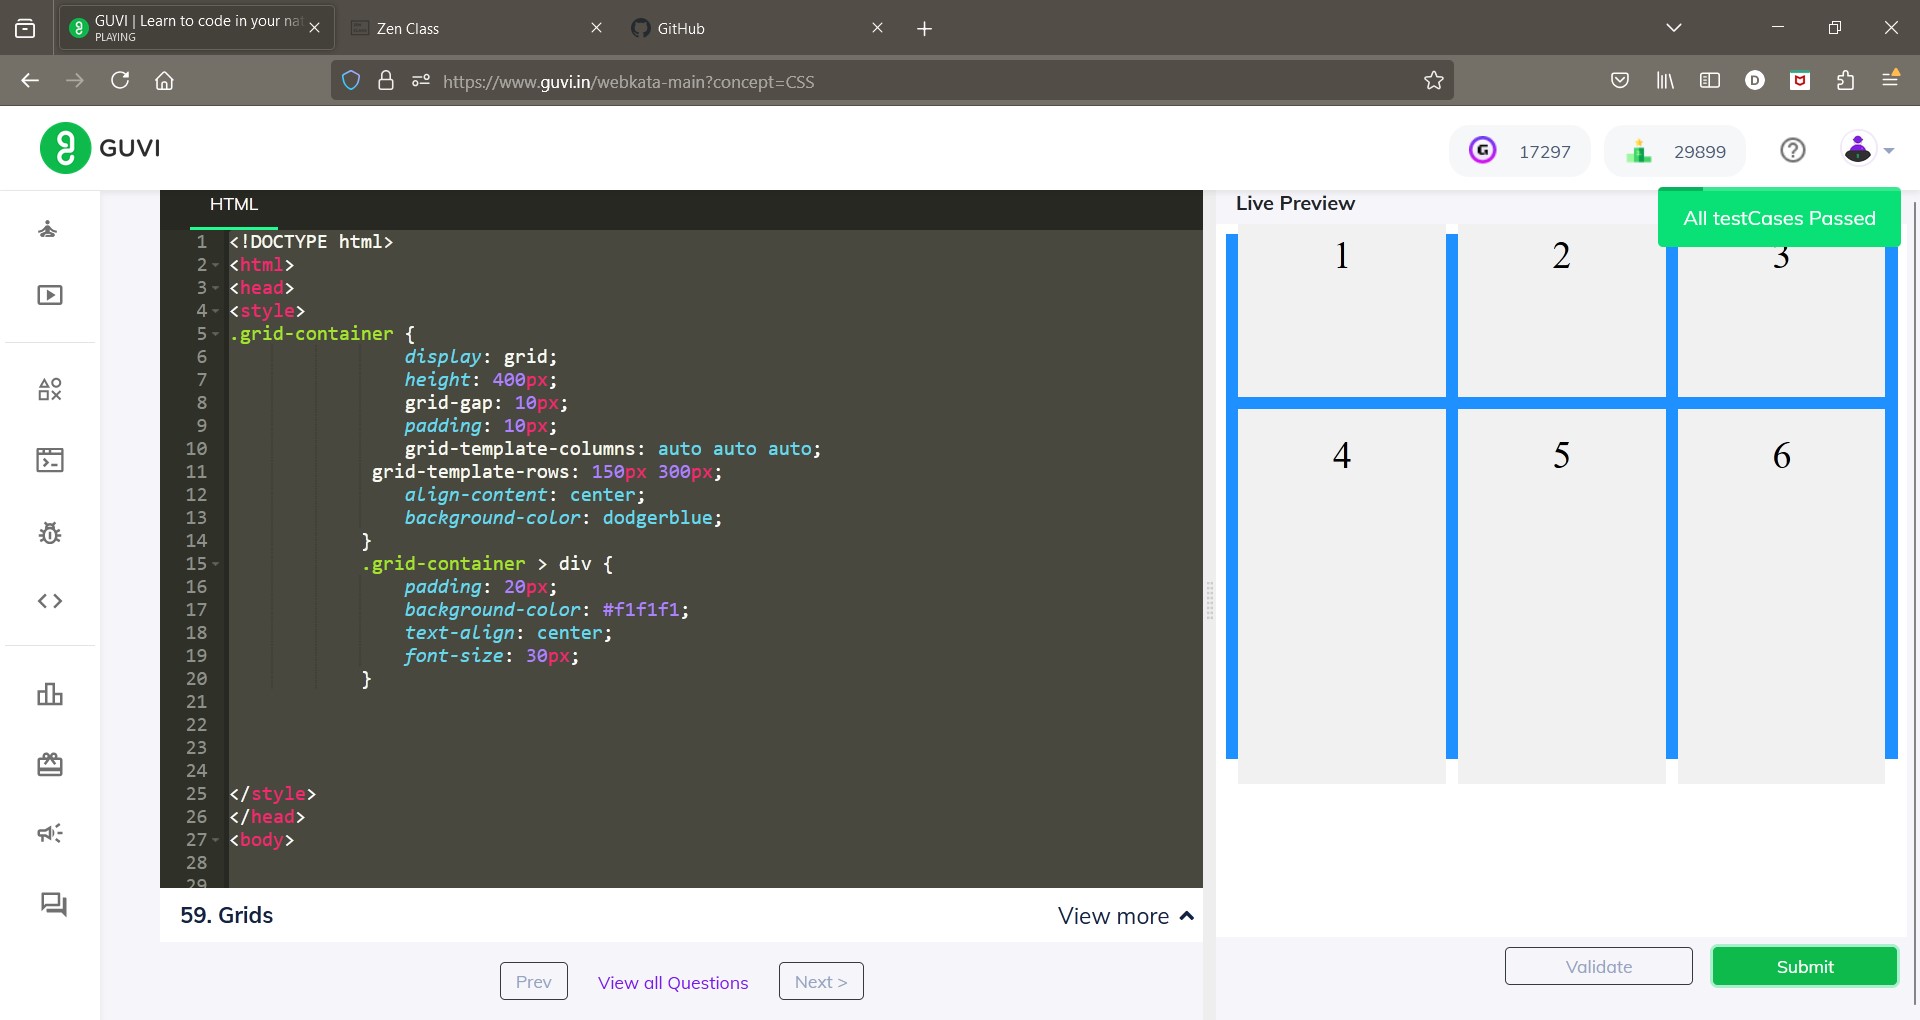 GUVI | Learn to code in your nat
PLAYING
Zen Class
GitHub
https://www.guvi.in/webkata-main?concept=CSS
D
GUVI
G
17297
29899
HTML
1 <!DOCTYPE html>
2 <html>
3 <head>
4 <style>
5 .grid-container {
6 display: grid;
7 height: 400px;
8 grid-gap: 10px;
9 padding: 10px;
10 grid-template-columns: auto auto auto;
11 grid-template-rows: 150px 300px;
12 align-content: center;
13 background-color: dodgerblue;
14 }
15 .grid-container > div {
16 padding: 20px;
17 background-color: #f1f1f1;
18 text-align: center;
19 font-size: 30px;
20 }
21
22
23
24
25 </style>
26 </head>
27 <body>
28
29
59. Grids
View more
Prev
View all Questions
Next >
Live Preview
All testCases Passed
1 2 3
4 5 6
Validate
Submit